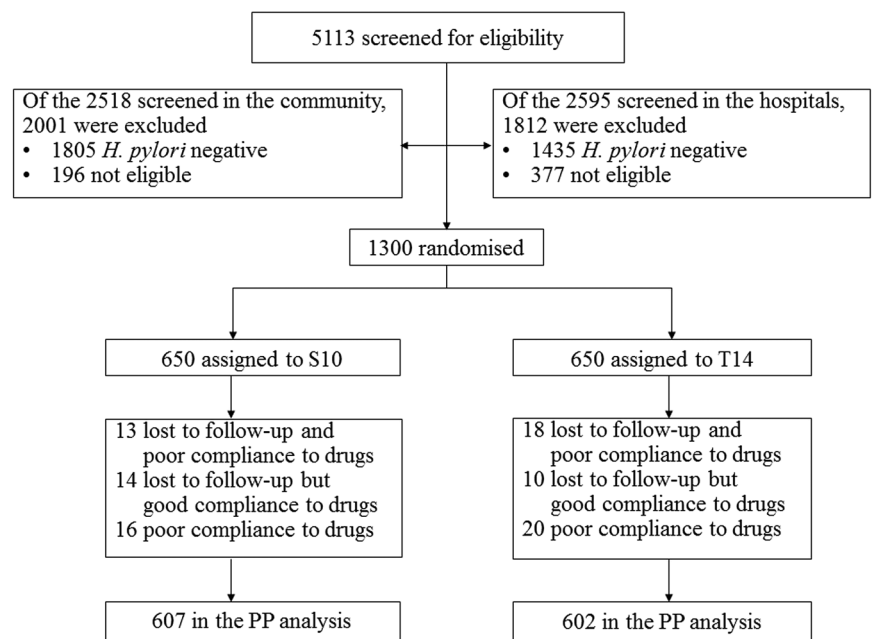 5113 screened for eligibility
Of the 2518 screened in the community,
2001 were excluded
• 1805 H. pylori negative
• 196 not eligible
Of the 2595 screened in the hospitals,
1812 were excluded
• 1435 H. pylori negative
• 377 not eligible
1300 randomised
650 assigned to S10
650 assigned to T14
13 lost to follow-up and
poor compliance to drugs
14 lost to follow-up but
good compliance to drugs
16 poor compliance to drugs
18 lost to follow-up and
poor compliance to drugs
10 lost to follow-up but
good compliance to drugs
20 poor compliance to drugs
607 in the PP analysis
602 in the PP analysis